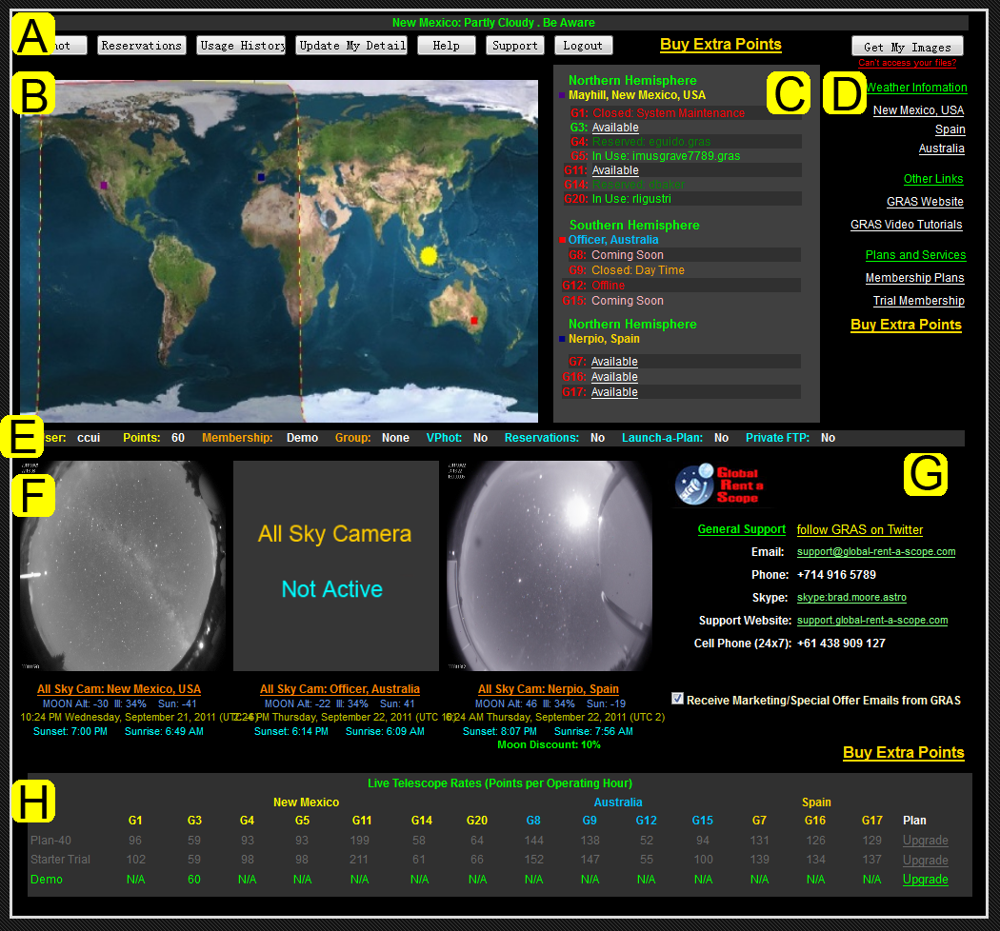 New Mexico: Partly Cloudy . Be Aware
A
hot
Reservations
Usage History
Update My Detail
Help
Support
Logout
Buy Extra Points
Get My Images
Can't access your files?
B
C
D
Northern Hemisphere
Mayhill, New Mexico, USA
G1: Closed: System Maintenance
G3: Available
G4: Reserved: eguido.gras
G5: In Use: imusgrave7789.gras
G11: Available
G14: Reserved: dbaker
G20: In Use: rligustri
Southern Hemisphere
Officer, Australia
G8: Coming Soon
G9: Closed: Day Time
G12: Offline
G15: Coming Soon
Northern Hemisphere
Nerpio, Spain
G7: Available
G16: Available
G17: Available
Weather Infomation
New Mexico, USA
Spain
Australia
Other Links
GRAS Website
GRAS Video Tutorials
Plans and Services
Membership Plans
Trial Membership
Buy Extra Points
E
ser: ccui Points: 60 Membership: Demo Group: None VPhot: No Reservations: No Launch-a-Plan: No Private FTP: No
F
All Sky Camera
Not Active
G
Global
Rent a
Scope
General Support follow GRAS on Twitter
Email: support@global-rent-a-scope.com
Phone: +714 916 5789
Skype: skype:brad.moore.astro
Support Website: support.global-rent-a-scope.com
Cell Phone (24x7): +61 438 909 127
All Sky Cam: New Mexico, USA
MOON Alt: -30 Ill: 34% Sun: -41
10:24 PM Wednesday, September 21, 2011 (UTC -6)
Sunset: 7:00 PM Sunrise: 6:49 AM
All Sky Cam: Officer, Australia
MOON Alt: -22 Ill: 34% Sun: 41
PM Thursday, September 22, 2011 (UTC 10)
Sunset: 6:14 PM Sunrise: 6:09 AM
All Sky Cam: Nerpio, Spain
MOON Alt: 46 Ill: 34% Sun: -19
:24 AM Thursday, September 22, 2011 (UTC 2)
Sunset: 8:07 PM Sunrise: 7:56 AM
Moon Discount: 10%
Receive Marketing/Special Offer Emails from GRAS
Buy Extra Points
H
Live Telescope Rates (Points per Operating Hour)
New Mexico Australia Spain
G1 G3 G4 G5 G11 G14 G20 G8 G9 G12 G15 G7 G16 G17 Plan
Plan-40 96 59 93 93 199 58 64 144 138 52 94 131 126 129 Upgrade
Starter Trial 102 59 98 98 211 61 66 152 147 55 100 139 134 137 Upgrade
Demo N/A 60 N/A N/A N/A N/A N/A N/A N/A N/A N/A N/A N/A N/A Upgrade